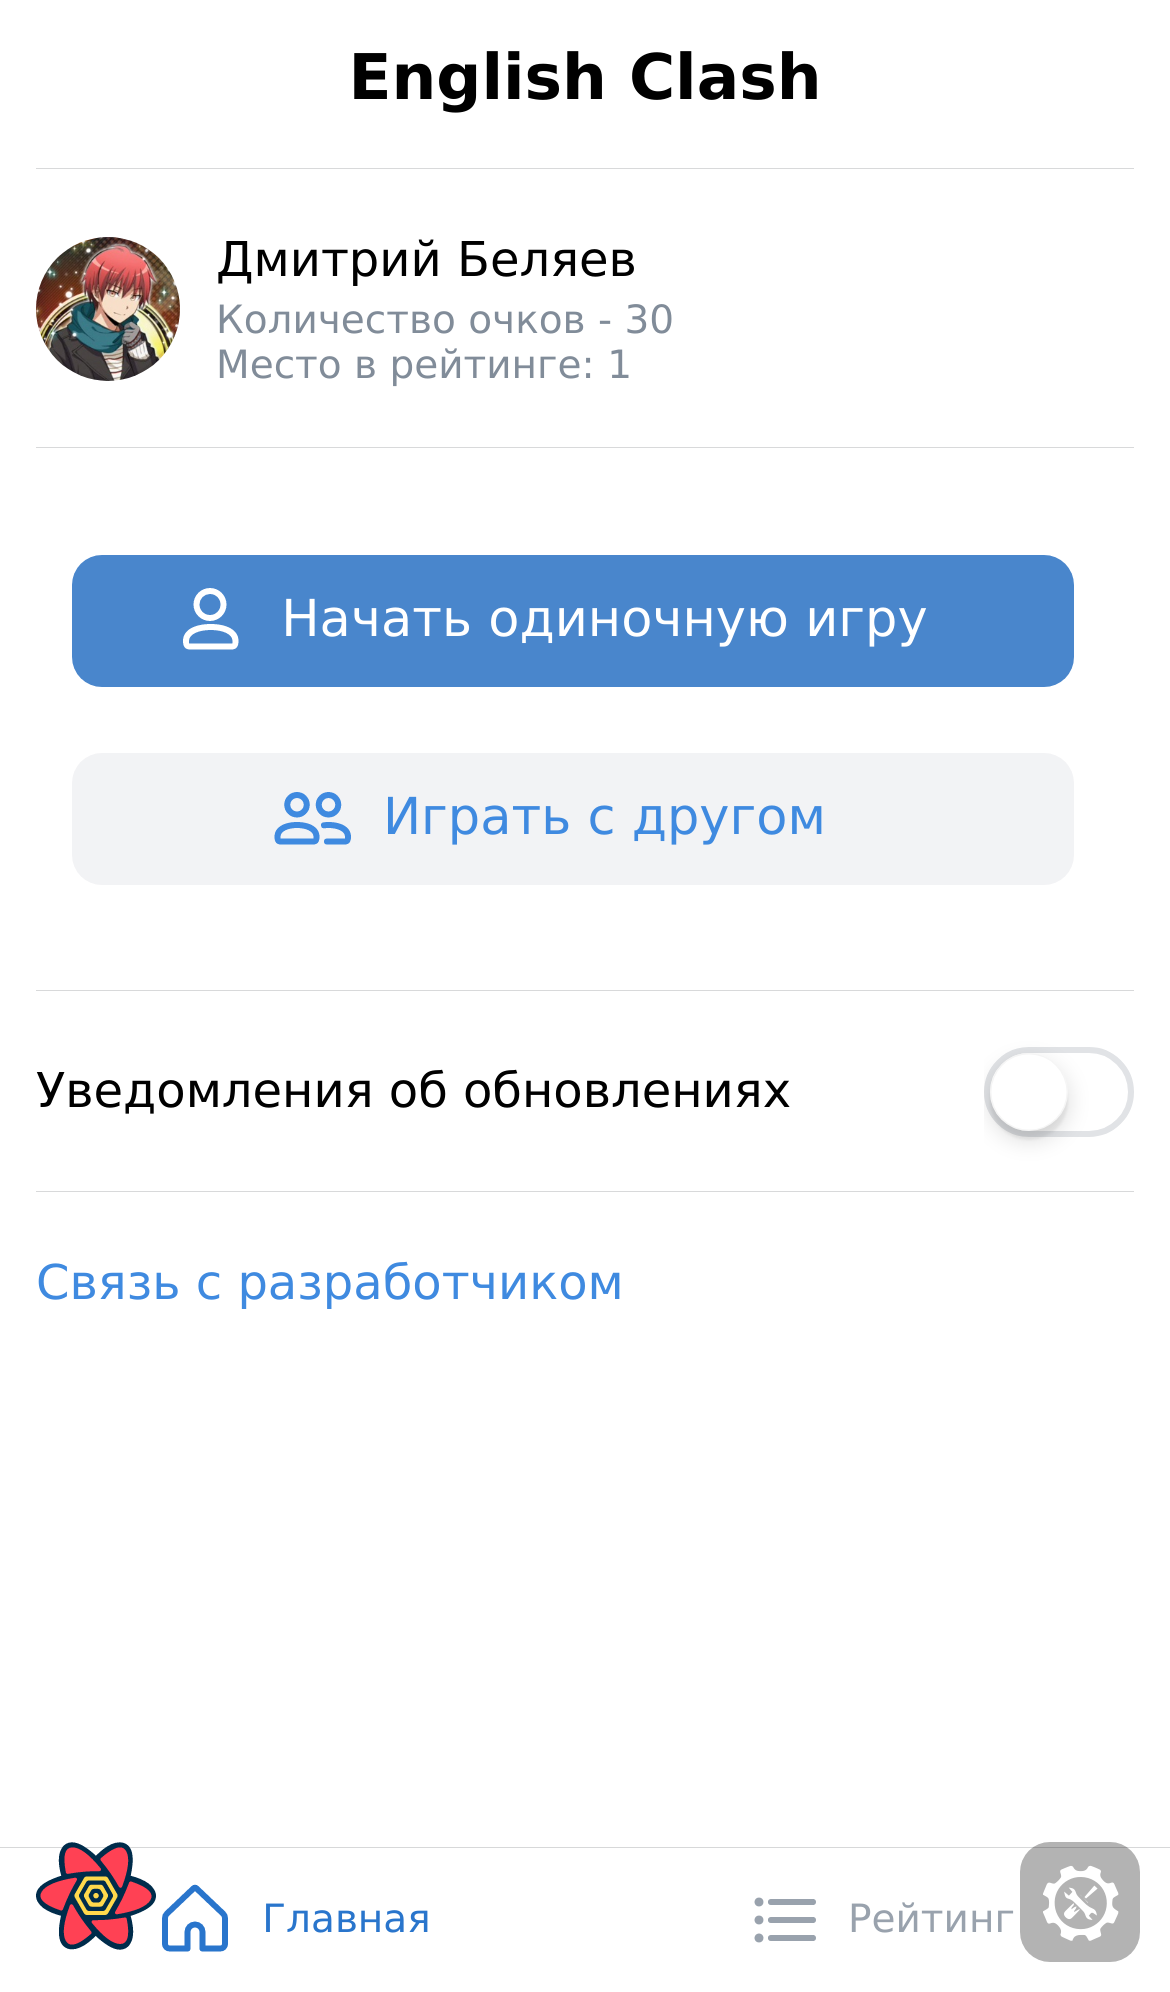 English Clash
Дмитрий Беляев
Количество очков - 30
Место в рейтинге: 1
Начать одиночную игру
Играть с другом
Уведомления об обновлениях
Связь с разработчиком
Главная
Рейтинг